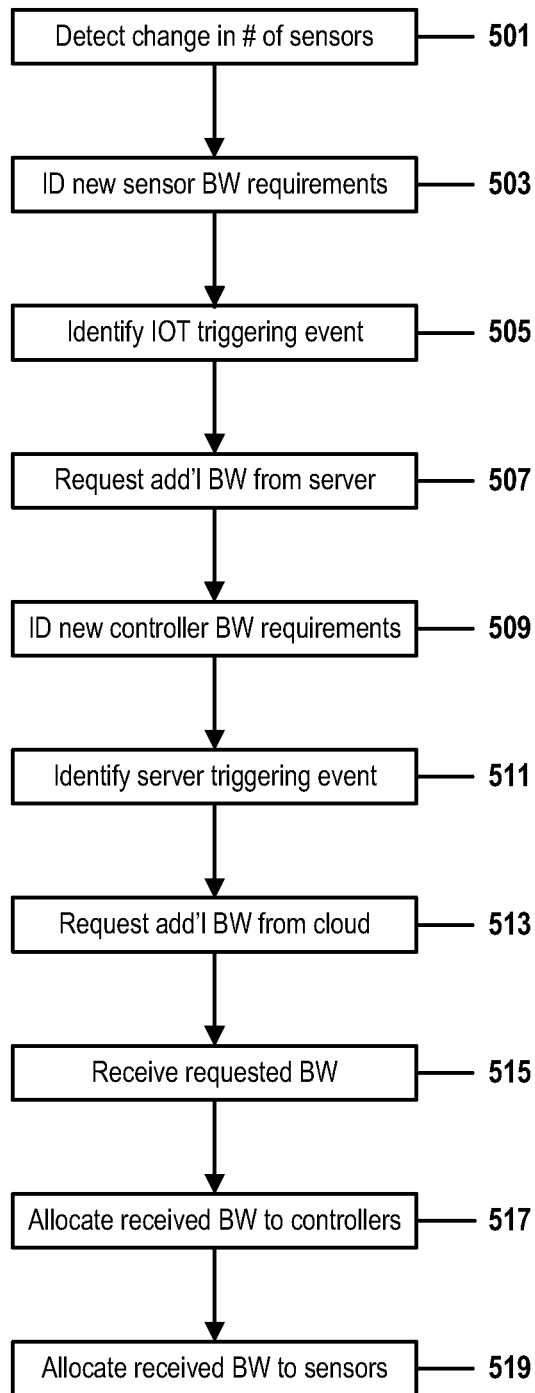 Detect change in # of sensors 501
ID new sensor BW requirements 503
Identify IOT triggering event 505
Request add'l BW from server 507
ID new controller BW requirements 509
Identify server triggering event 511
Request add'l BW from cloud 513
Receive requested BW 515
Allocate received BW to controllers 517
Allocate received BW to sensors 519